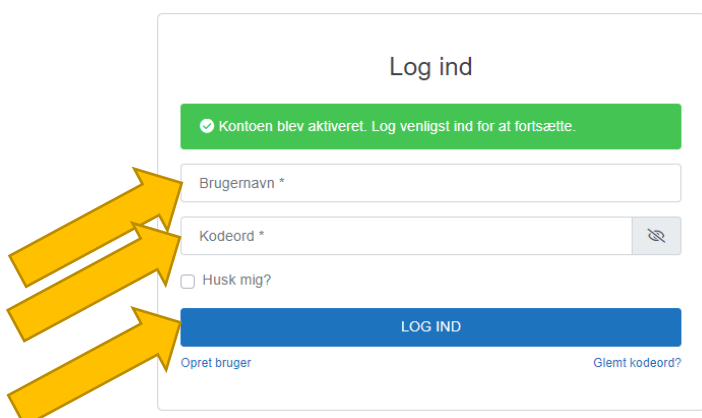 Log ind
Kontoen blev aktiveret. Log venligst ind for at fortsætte.
Brugernavn *
Kodeord *
Husk mig?
LOG IND
Opret bruger
Glemt kodeord?